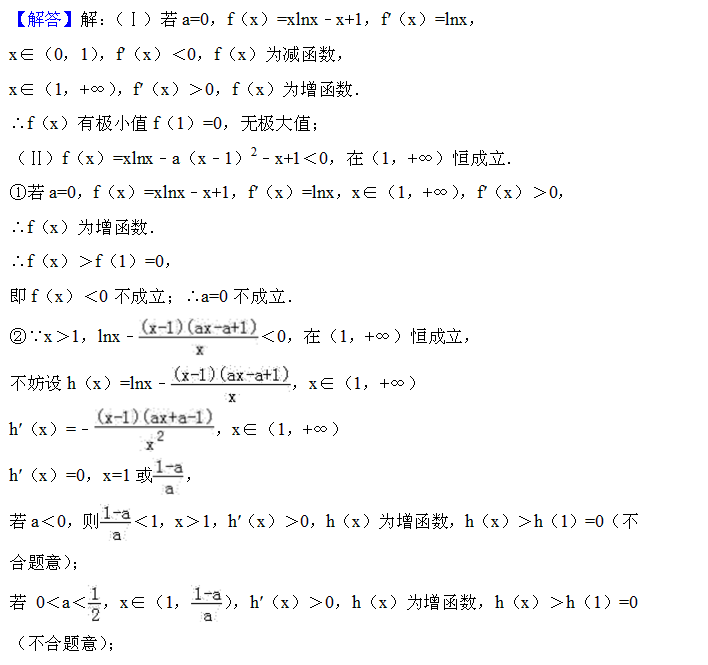 【解答】解:(Ⅰ)若 a=0,f(x)=xlnx﹣x+1,f′(x)=lnx,
x∈(0,1),f′(x)<0,f(x)为减函数,
x∈(1,+∞),f′(x)>0,f(x)为增函数.
∴f(x)有极小值 f(1)=0,无极大值;
(Ⅱ)f(x)=xlnx﹣a(x﹣1)²﹣x+1<0,在(1,+∞)恒成立.
①若 a=0,f(x)=xlnx﹣x+1,f′(x)=lnx,x∈(1,+∞),f′(x)>0,
∴f(x)为增函数.
∴f(x)>f(1)=0,
即 f(x)<0 不成立;∴a=0 不成立.
②∵x>1,lnx﹣(x-1)(ax-a+1)/x<0,在(1,+∞)恒成立,
不妨设 h(x)=lnx﹣(x-1)(ax-a+1)/x,x∈(1,+∞)
h′(x)=﹣(x-1)(ax+a-1)/x²,x∈(1,+∞)
h′(x)=0,x=1 或(1-a)/a,
若 a<0,则(1-a)/a<1,x>1,h′(x)>0,h(x)为增函数,h(x)>h(1)=0(不
合题意);
若 0<a<1/2,x∈(1,(1-a)/a),h′(x)>0,h(x)为增函数,h(x)>h(1)=0
(不合题意);